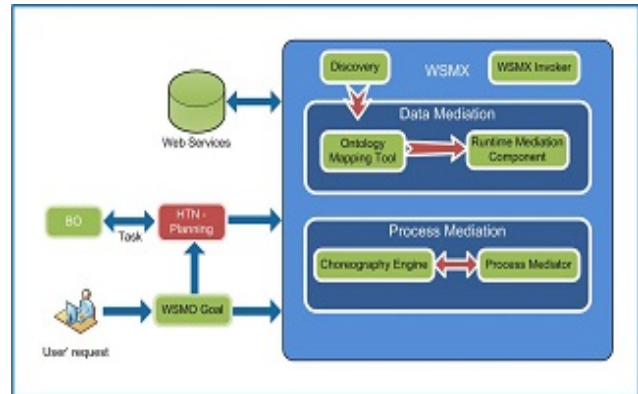 Discovery
WSMX
WSMX Invoker
Data Mediation
Ontology
Mapping Tool
Runtime Mediation
Component
Web Services
BO
Task
HTN -
Planning
Process Mediation
Choreography Engine
Process Mediator
WSMO Goal
User' request